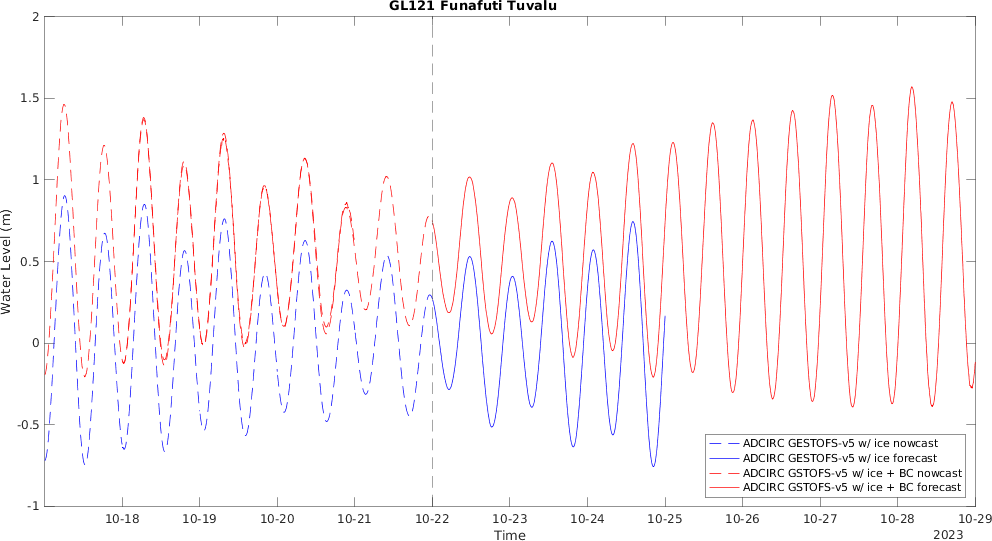 GL121 Funafuti Tuvalu
2
1.5
1
0.5
0
-0.5
-1
Water Level (m)
10-18 10-19 10-20 10-21 10-22 10-23 10-24 10-25 10-26 10-27 10-28 10-29
Time
2023
ADCIRC GESTOFS-v5 w/ ice nowcast
ADCIRC GESTOFS-v5 w/ ice forecast
ADCIRC GSTOFS-v5 w/ ice + BC nowcast
ADCIRC GSTOFS-v5 w/ ice + BC forecast